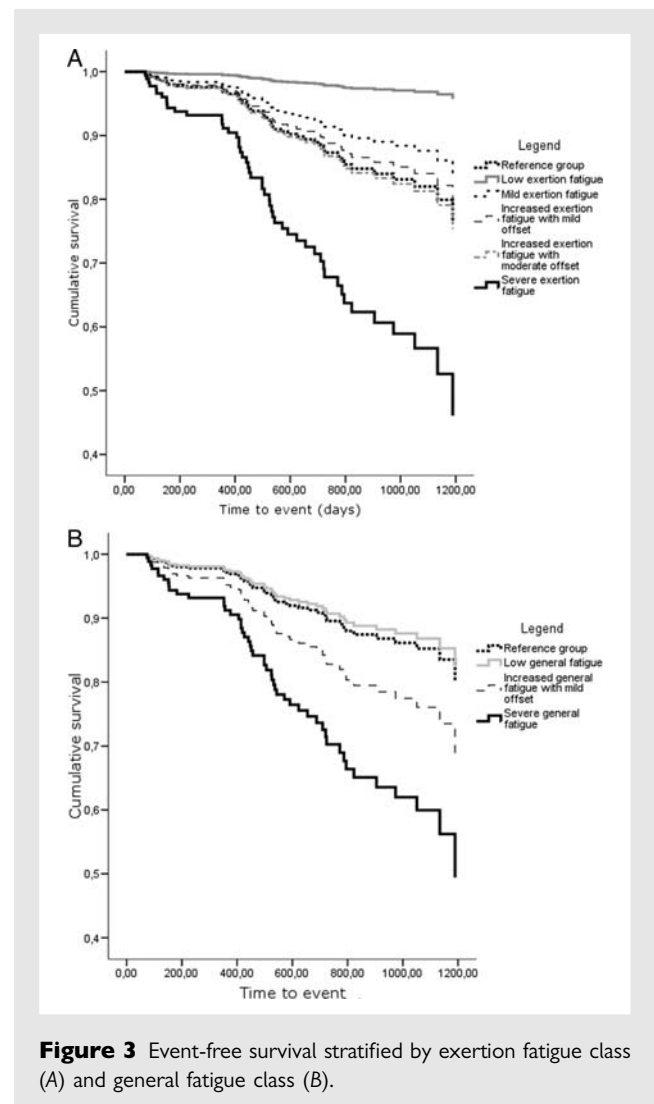 A
1,0
0,9
0,8
0,7
0,6
0,5
0,4
Cumulative survival
0,00 200,00 400,00 600,00 800,00 1000,00 1200,00
Time to event (days)
Legend
Reference group
Low exertion fatigue
Mild exertion fatigue
Increased exertion
fatigue with mild
offset
Increased exertion
fatigue with
moderate offset
Severe exertion
fatigue
B
1,0
0,9
0,8
0,7
0,6
0,5
0,4
Cumulative survival
0,00 200,00 400,00 600,00 800,00 1000,00 1200,00
Time to event
Legend
Reference group
Low general fatigue
Increased general
fatigue with mild
offset
Severe general
fatigue
Figure 3 Event-free survival stratified by exertion fatigue class
(A) and general fatigue class (B).